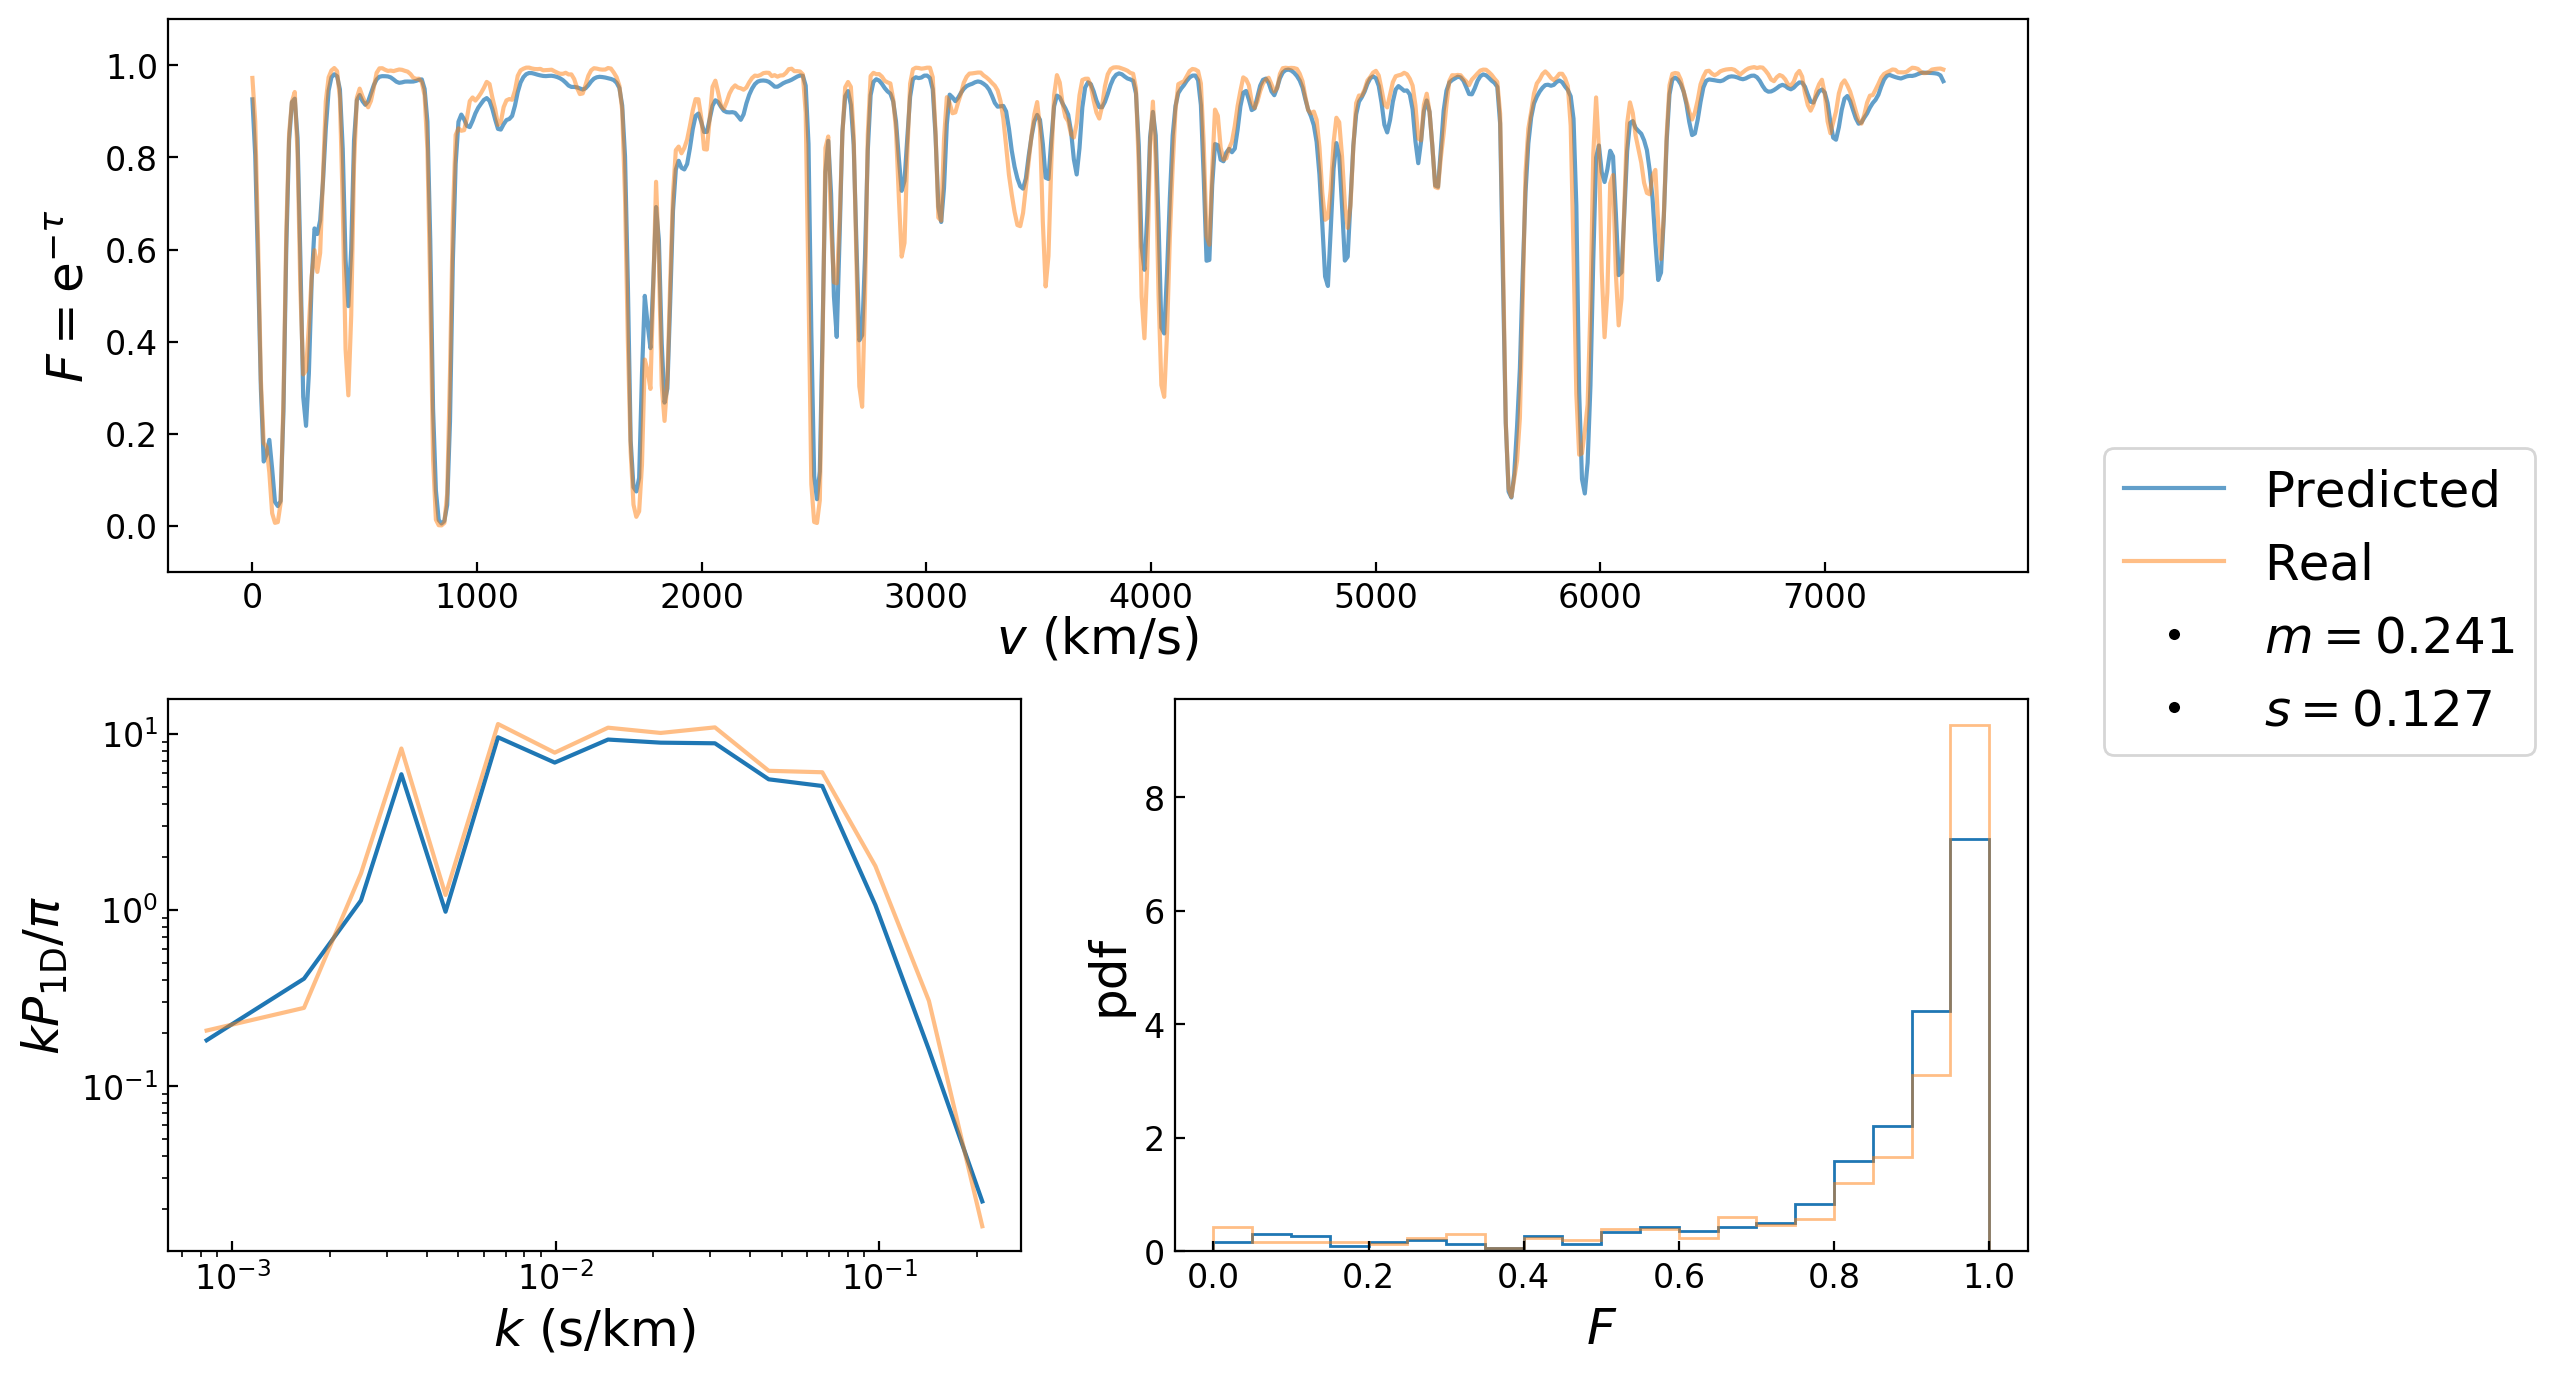 1.0
0.8
0.6
0.4
0.2
0.0
F = e^{−τ}
0 1000 2000 3000 4000 5000 6000 7000
v (km/s)
Predicted
Real
m = 0.241
s = 0.127
10^1
10^0
10^{−1}
kP_{1D}/π
10^{−3} 10^{−2} 10^{−1}
k (s/km)
8
6
4
2
0
pdf
0.0 0.2 0.4 0.6 0.8 1.0
F